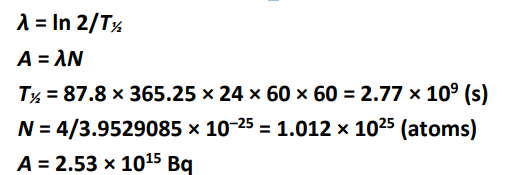 λ = ln 2/T½
A = λN
T½ = 87.8 × 365.25 × 24 × 60 × 60 = 2.77 × 10⁹ (s)
N = 4/3.9529085 × 10⁻²⁵ = 1.012 × 10²⁵ (atoms)
A = 2.53 × 10¹⁵ Bq